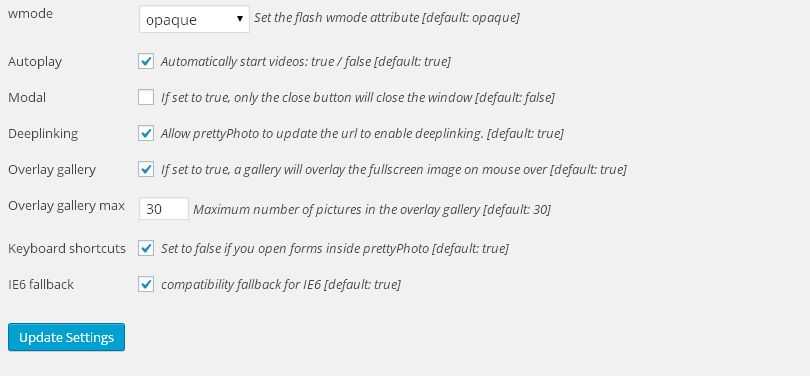 wmode opaque Set the flash wmode attribute [default: opaque]
Autoplay Automatically start videos: true / false [default: true]
Modal If set to true, only the close button will close the window [default: false]
Deeplinking Allow prettyPhoto to update the url to enable deeplinking. [default: true]
Overlay gallery If set to true, a gallery will overlay the fullscreen image on mouse over [default: true]
Overlay gallery max 30 Maximum number of pictures in the overlay gallery [default: 30]
Keyboard shortcuts Set to false if you open forms inside prettyPhoto [default: true]
IE6 fallback compatibility fallback for IE6 [default: true]
Update Settings